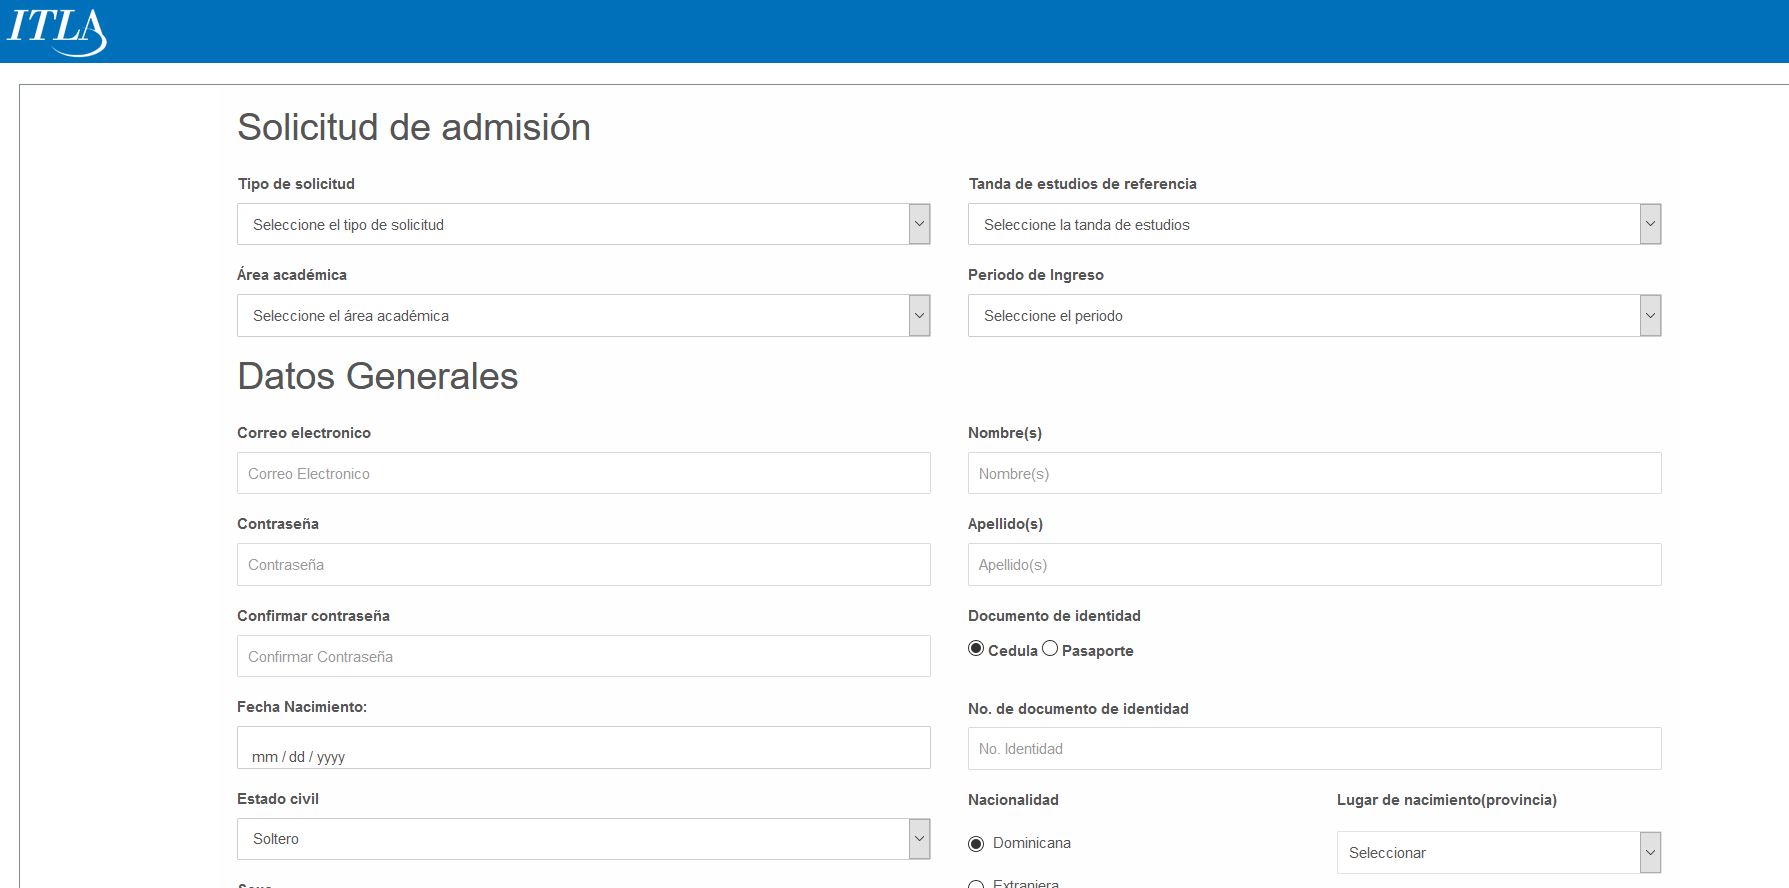 ITLA
Solicitud de admisión
Tipo de solicitud
Tanda de estudios de referencia
Seleccione el tipo de solicitud
Seleccione la tanda de estudios
Área académica
Periodo de Ingreso
Seleccione el área académica
Seleccione el periodo
Datos Generales
Correo electronico
Nombre(s)
Correo Electronico
Nombre(s)
Contraseña
Apellido(s)
Contraseña
Apellido(s)
Confirmar contraseña
Documento de identidad
Confirmar Contraseña
Cedula Pasaporte
Fecha Nacimiento:
No. de documento de identidad
mm / dd / yyyy
No. Identidad
Estado civil
Nacionalidad
Lugar de nacimiento(provincia)
Soltero
Dominicana
Seleccionar
Sexo
Extranjera